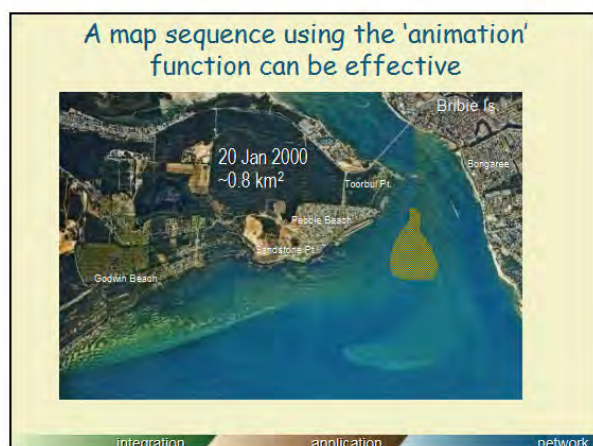 A map sequence using the 'animation'
function can be effective
Bribie Is
20 Jan 2000
~0.8 km²
Bongaree
Toorbul Pt.
Pebble Beach
Sandstone Pt.
Godwin Beach
integration
application
network